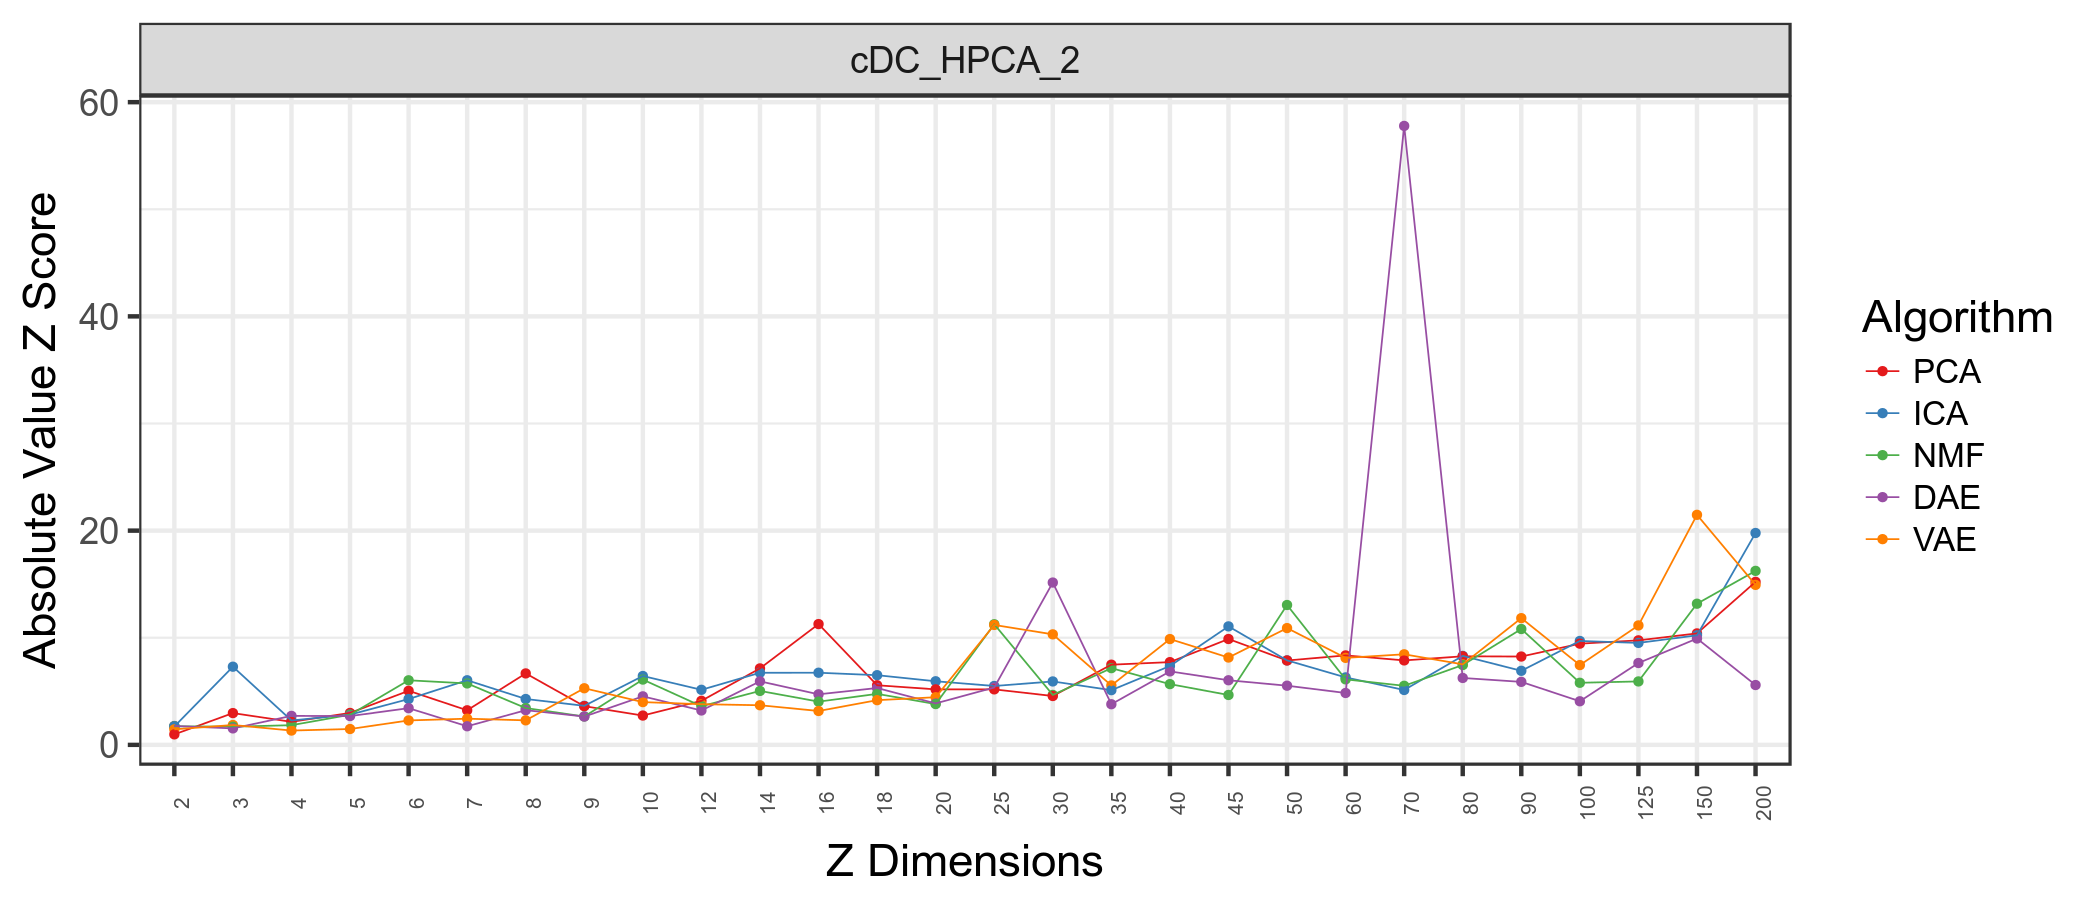 cDC_HPCA_2
Absolute Value Z Score
60
40
20
0
2 3 4 5 6 7 8 9 10 12 14 16 18 20 25 30 35 40 45 50 60 70 80 90 100 125 150 200
Z Dimensions
Algorithm
PCA
ICA
NMF
DAE
VAE